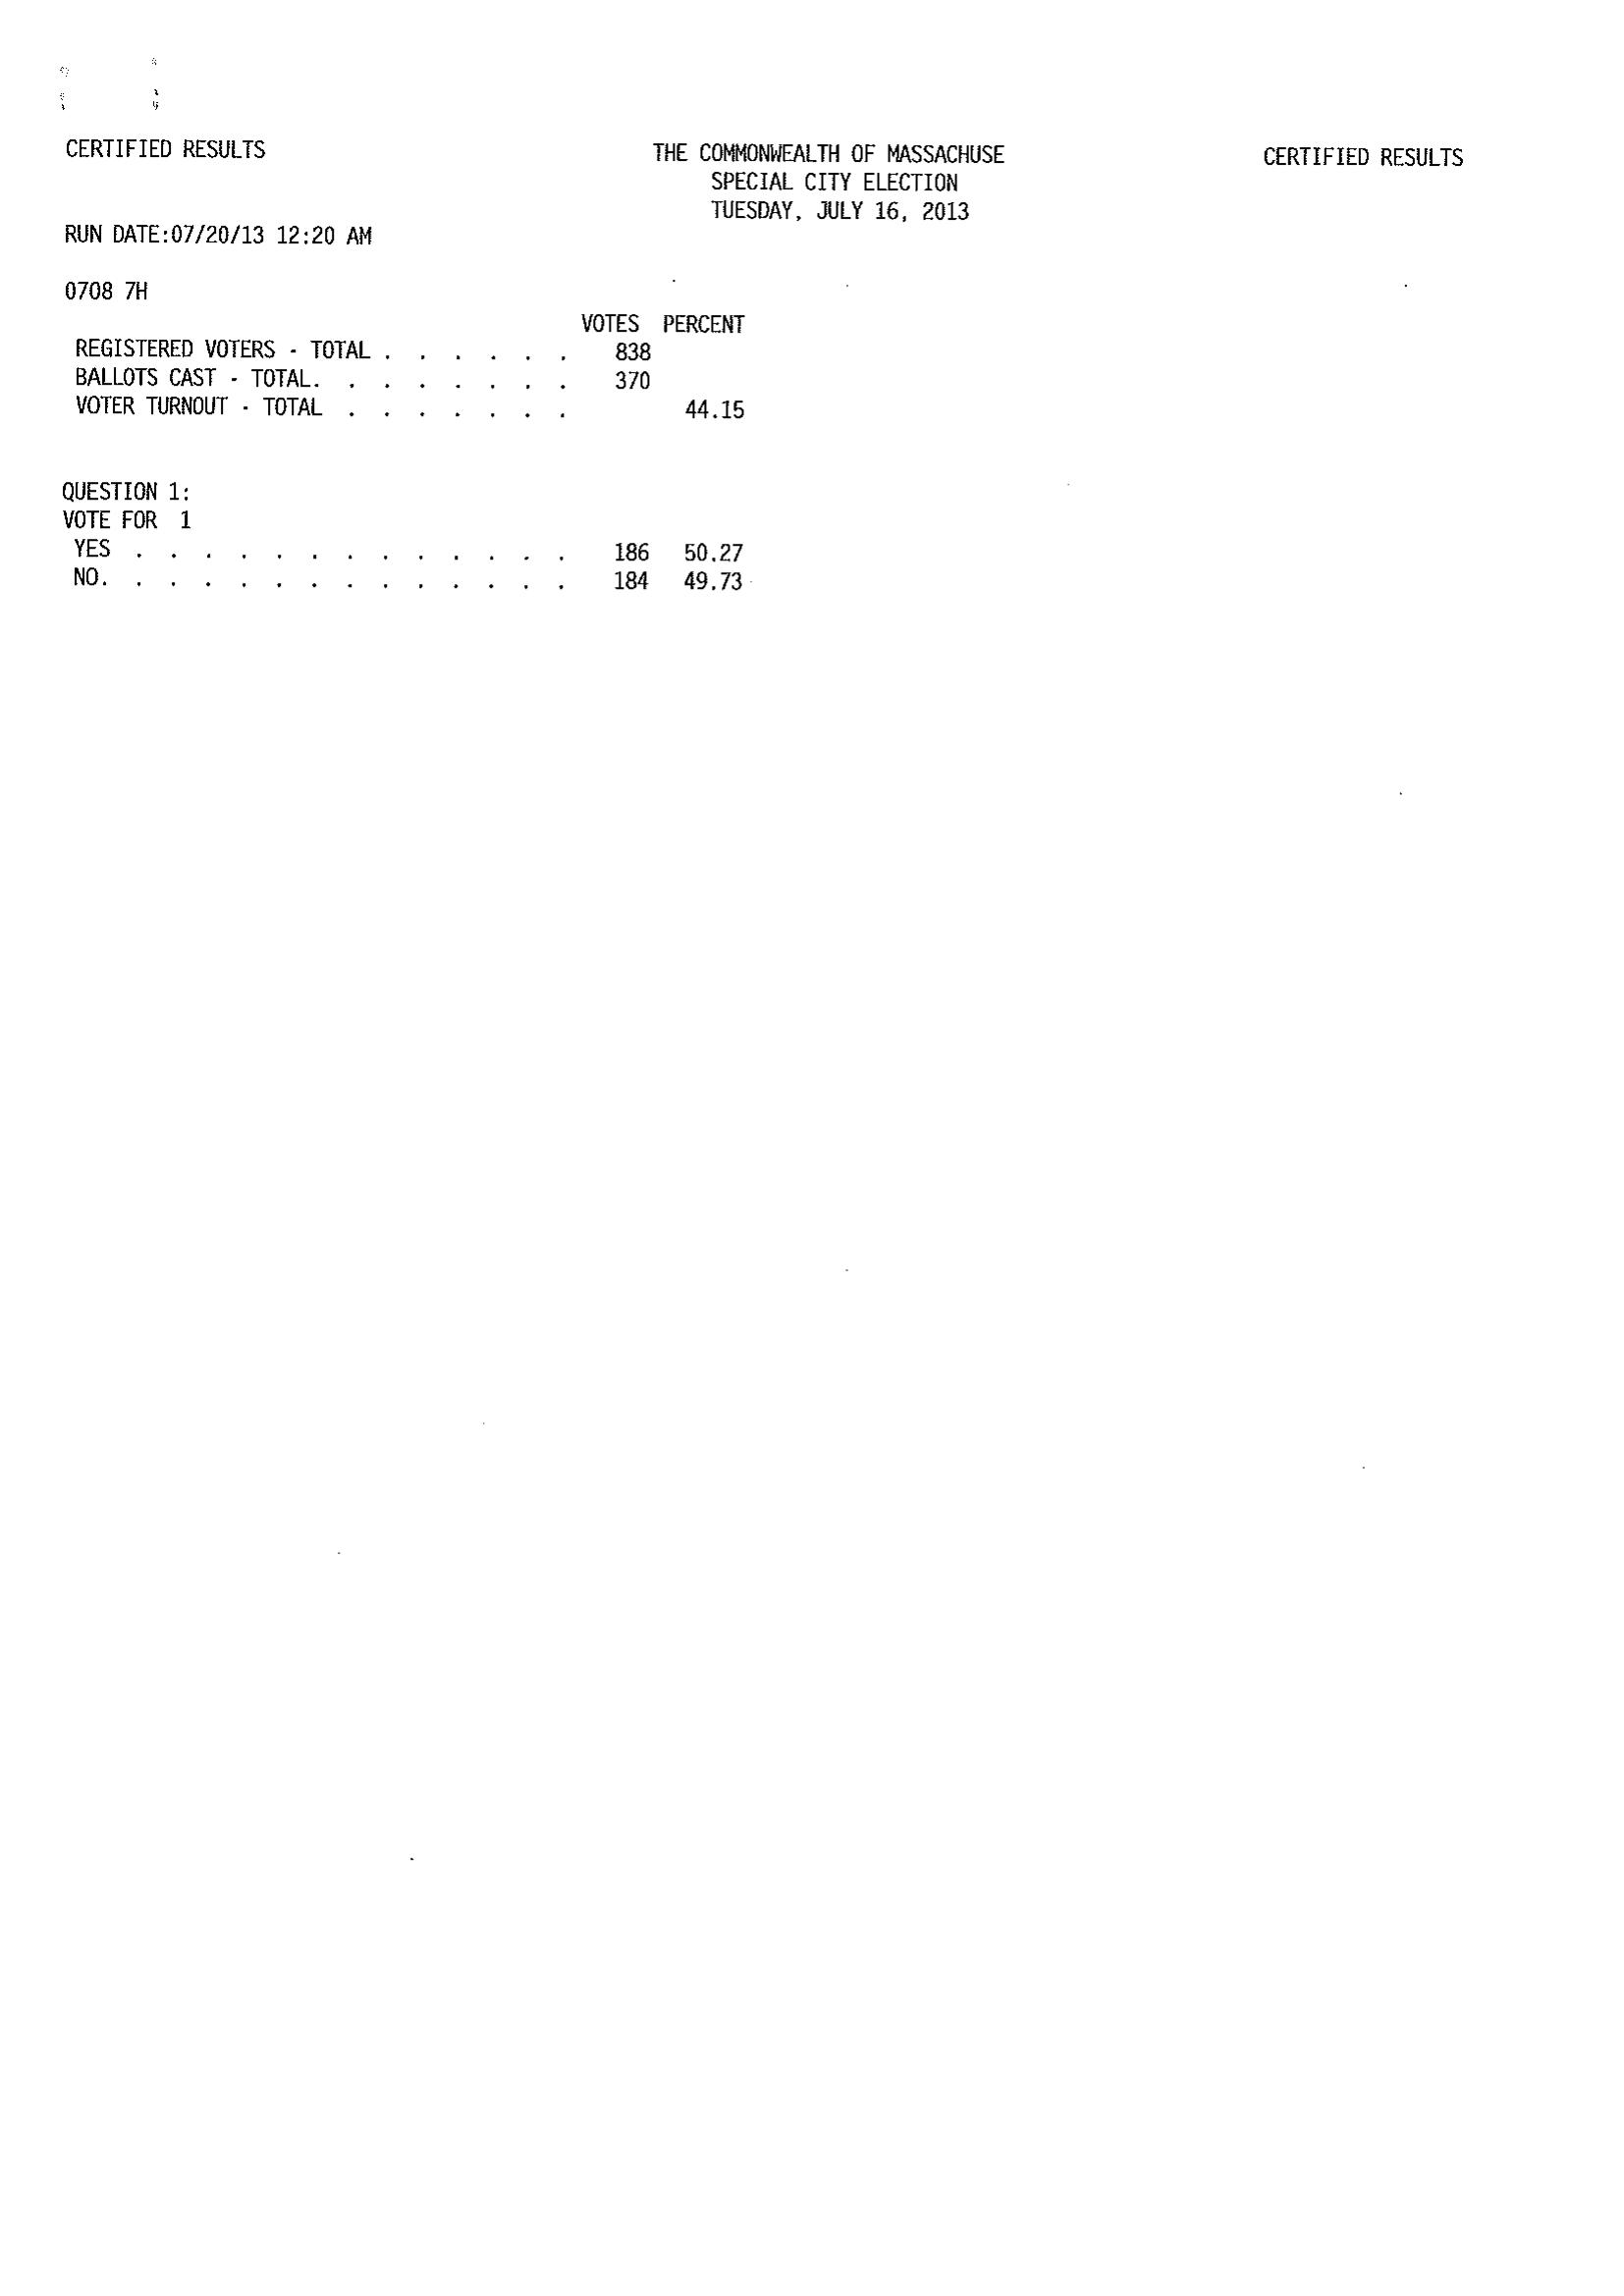 CERTIFIED RESULTS THE COMMONWEALTH OF MASSACHUSE CERTIFIED RESULTS
SPECIAL CITY ELECTION
TUESDAY, JULY 16, 2013
RUN DATE:07/20/13 12:20 AM
0708 7H
VOTES PERCENT
REGISTERED VOTERS - TOTAL . . . . . . 838
BALLOTS CAST - TOTAL. . . . . . . . 370
VOTER TURNOUT - TOTAL . . . . . . . 44.15
QUESTION 1:
VOTE FOR 1
YES . . . . . . . . . . . . . 186 50.27
NO. . . . . . . . . . . . . . 184 49.73